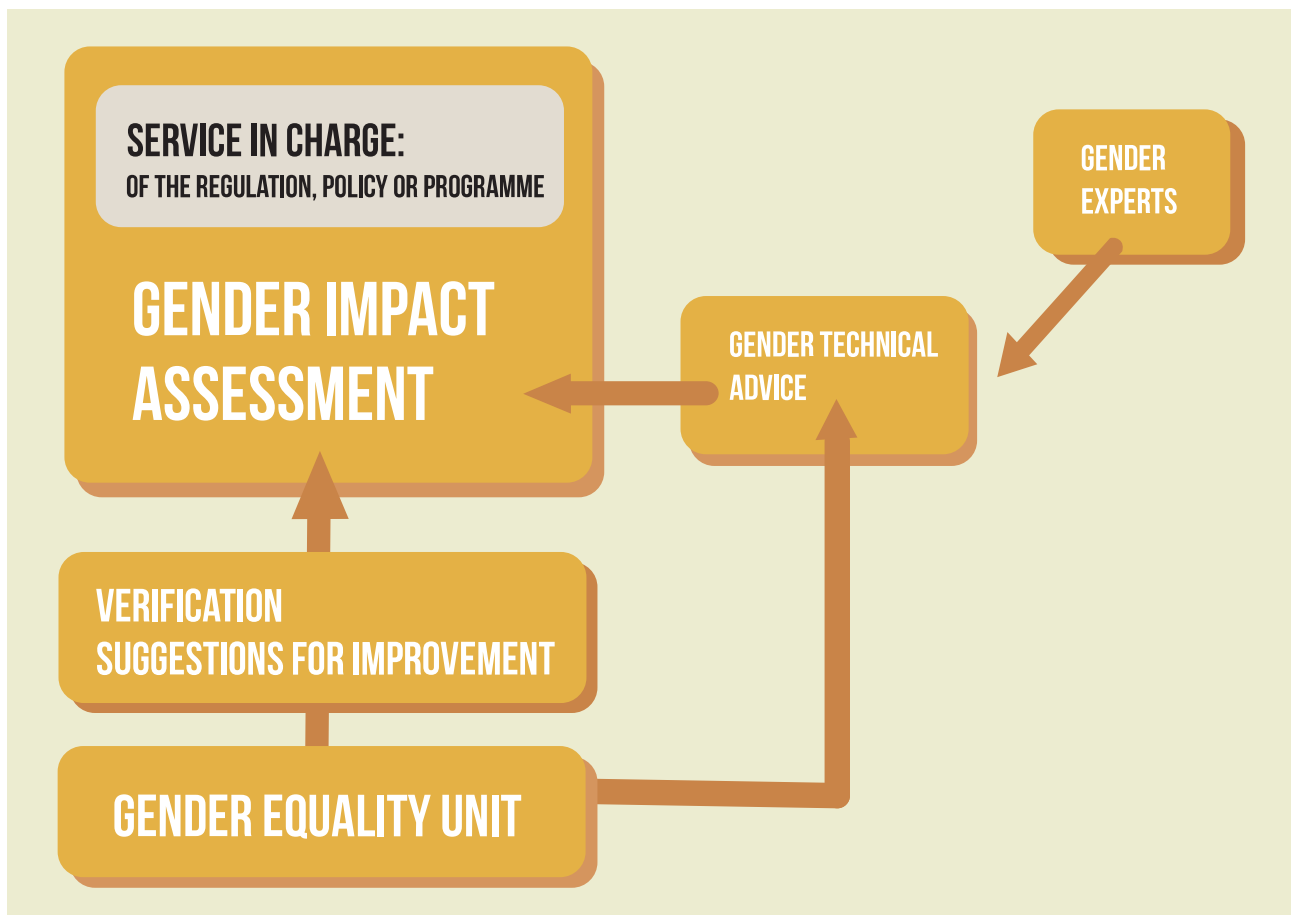 SERVICE IN CHARGE:
OF THE REGULATION, POLICY OR PROGRAMME
GENDER IMPACT
ASSESSMENT
GENDER
EXPERTS
GENDER TECHNICAL
ADVICE
VERIFICATION
SUGGESTIONS FOR IMPROVEMENT
GENDER EQUALITY UNIT